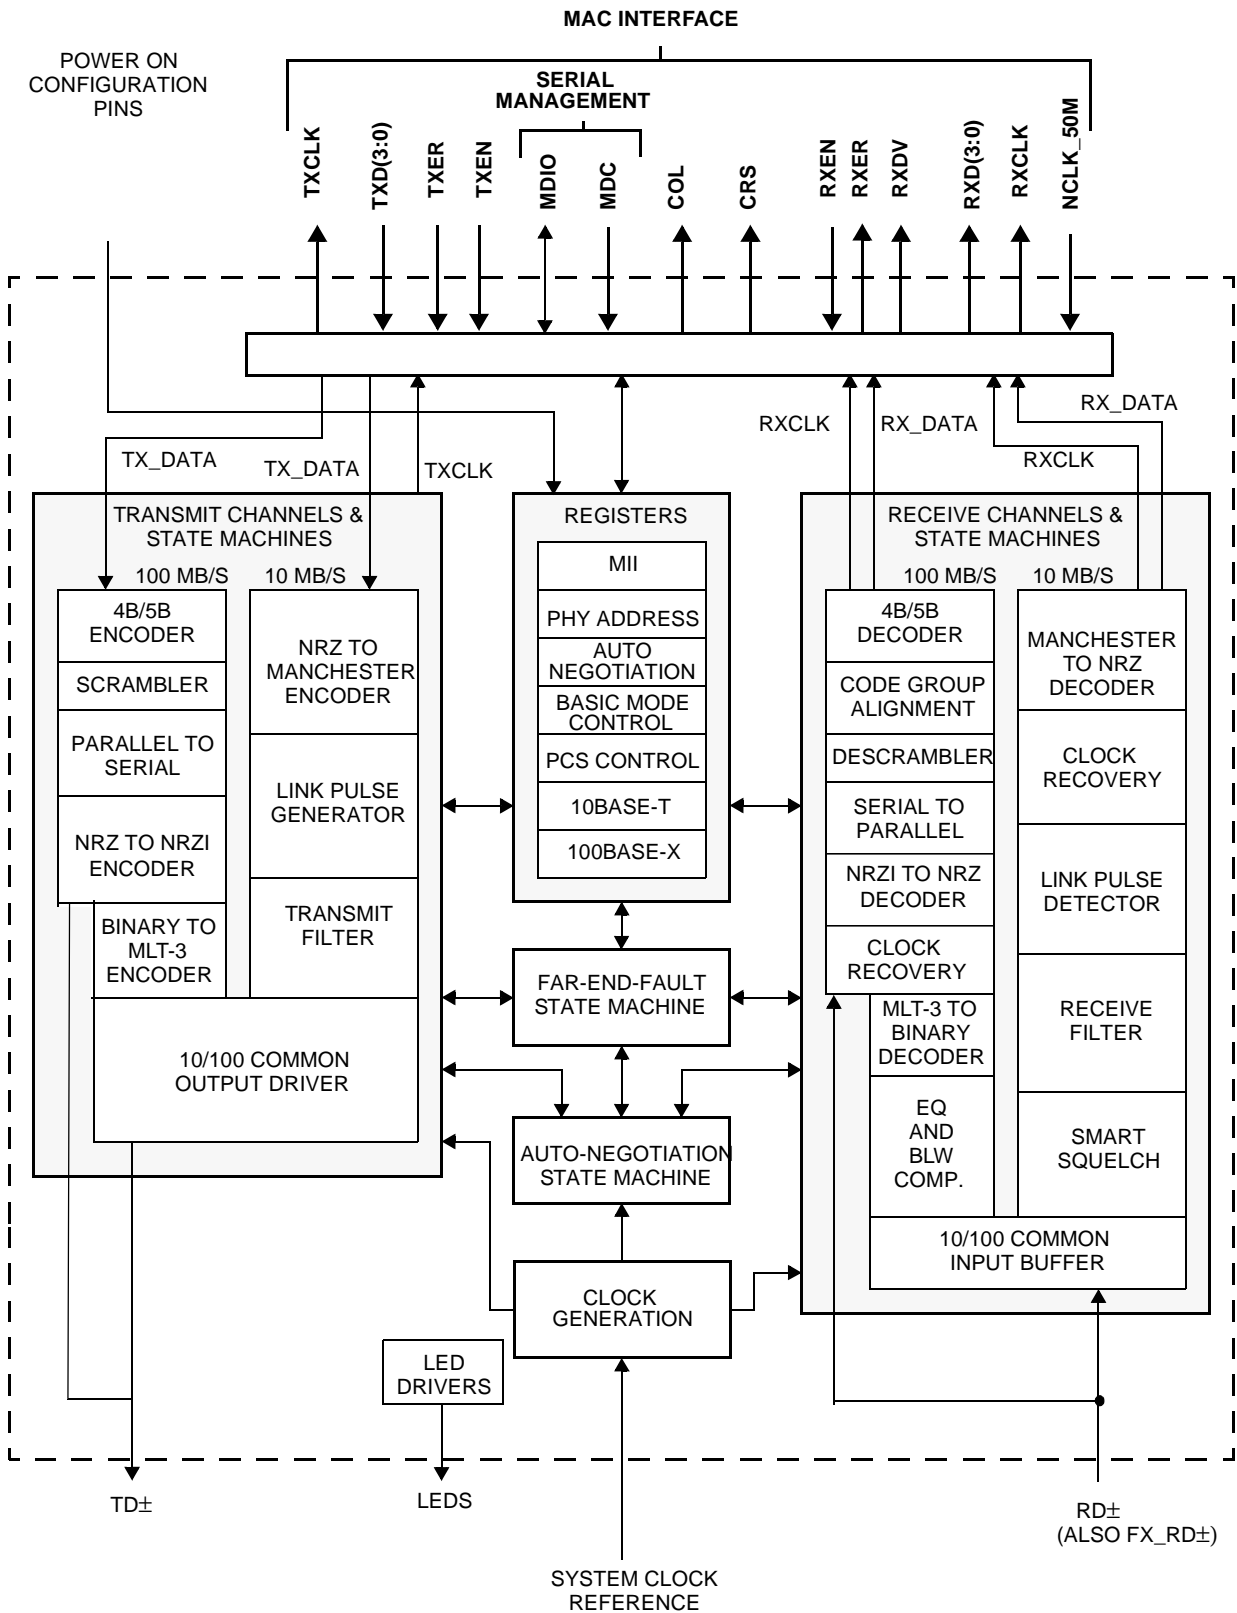 MAC INTERFACE
POWER ON
CONFIGURATION
PINS
SERIAL
MANAGEMENT
TXCLK
TXD(3:0)
TXER
TXEN
MDIO
MDC
COL
CRS
RXEN
RXER
RXDV
RXD(3:0)
RXCLK
NCLK_50M
TX_DATA
TX_DATA
TXCLK
RXCLK
RX_DATA
RXCLK
RX_DATA
TRANSMIT CHANNELS &
STATE MACHINES
100 MB/S
10 MB/S
4B/5B
ENCODER
SCRAMBLER
PARALLEL TO
SERIAL
NRZ TO NRZI
ENCODER
BINARY TO
MLT-3
ENCODER
NRZ TO
MANCHESTER
ENCODER
LINK PULSE
GENERATOR
TRANSMIT
FILTER
10/100 COMMON
OUTPUT DRIVER
REGISTERS
MII
PHY ADDRESS
AUTO
NEGOTIATION
BASIC MODE
CONTROL
PCS CONTROL
10BASE-T
100BASE-X
FAR-END-FAULT
STATE MACHINE
AUTO-NEGOTIATION
STATE MACHINE
CLOCK
GENERATION
LED
DRIVERS
RECEIVE CHANNELS &
STATE MACHINES
100 MB/S
10 MB/S
4B/5B
DECODER
CODE GROUP
ALIGNMENT
DESCRAMBLER
SERIAL TO
PARALLEL
NRZI TO NRZ
DECODER
CLOCK
RECOVERY
MLT-3 TO
BINARY
DECODER
EQ
AND
BLW
COMP.
MANCHESTER
TO NRZ
DECODER
CLOCK
RECOVERY
LINK PULSE
DETECTOR
RECEIVE
FILTER
SMART
SQUELCH
10/100 COMMON
INPUT BUFFER
TD±
LEDS
RD±
(ALSO FX_RD±)
SYSTEM CLOCK
REFERENCE